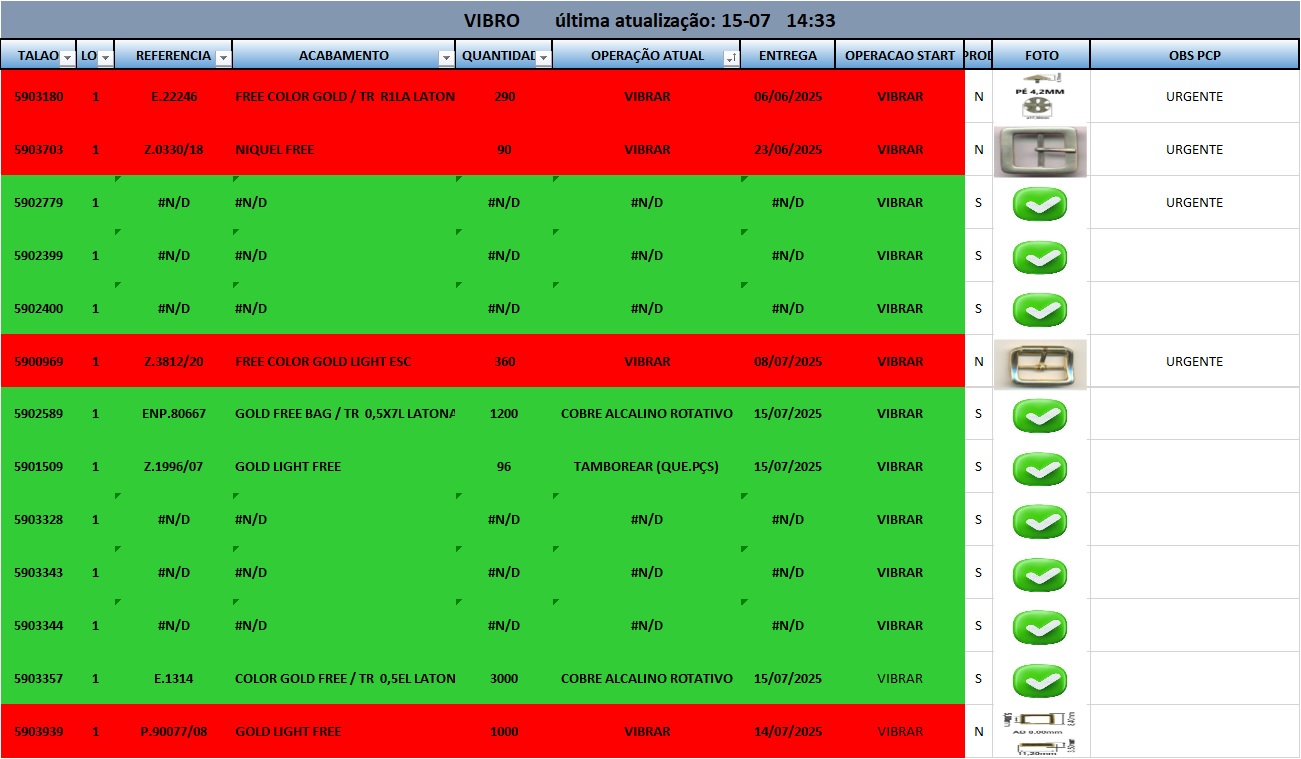 VIBRO última atualização: 15-07 14:33
TALAO LO REFERENCIA ACABAMENTO QUANTIDAD OPERAÇÃO ATUAL ENTREGA OPERACAO START PROD FOTO OBS PCP
5903180 1 E.22246 FREE COLOR GOLD / TR R1LA LATON 290 VIBRAR 06/06/2025 VIBRAR N PÉ 4,2MM URGENTE
5903703 1 Z.0330/18 NIQUEL FREE 90 VIBRAR 23/06/2025 VIBRAR N URGENTE
5902779 1 #N/D #N/D #N/D #N/D #N/D VIBRAR S URGENTE
5902399 1 #N/D #N/D #N/D #N/D #N/D VIBRAR S
5902400 1 #N/D #N/D #N/D #N/D #N/D VIBRAR S
5900969 1 Z.3812/20 FREE COLOR GOLD LIGHT ESC 360 VIBRAR 08/07/2025 VIBRAR N URGENTE
5902589 1 ENP.80667 GOLD FREE BAG / TR 0,5X7L LATONA 1200 COBRE ALCALINO ROTATIVO 15/07/2025 VIBRAR S
5901509 1 Z.1996/07 GOLD LIGHT FREE 96 TAMBOREAR (QUE.PÇS) 15/07/2025 VIBRAR S
5903328 1 #N/D #N/D #N/D #N/D #N/D VIBRAR S
5903343 1 #N/D #N/D #N/D #N/D #N/D VIBRAR S
5903344 1 #N/D #N/D #N/D #N/D #N/D VIBRAR S
5903357 1 E.1314 COLOR GOLD FREE / TR 0,5EL LATON 3000 COBRE ALCALINO ROTATIVO 15/07/2025 VIBRAR S
5903939 1 P.90077/08 GOLD LIGHT FREE 1000 VIBRAR 14/07/2025 VIBRAR N AD 8.00mm
11,20mm